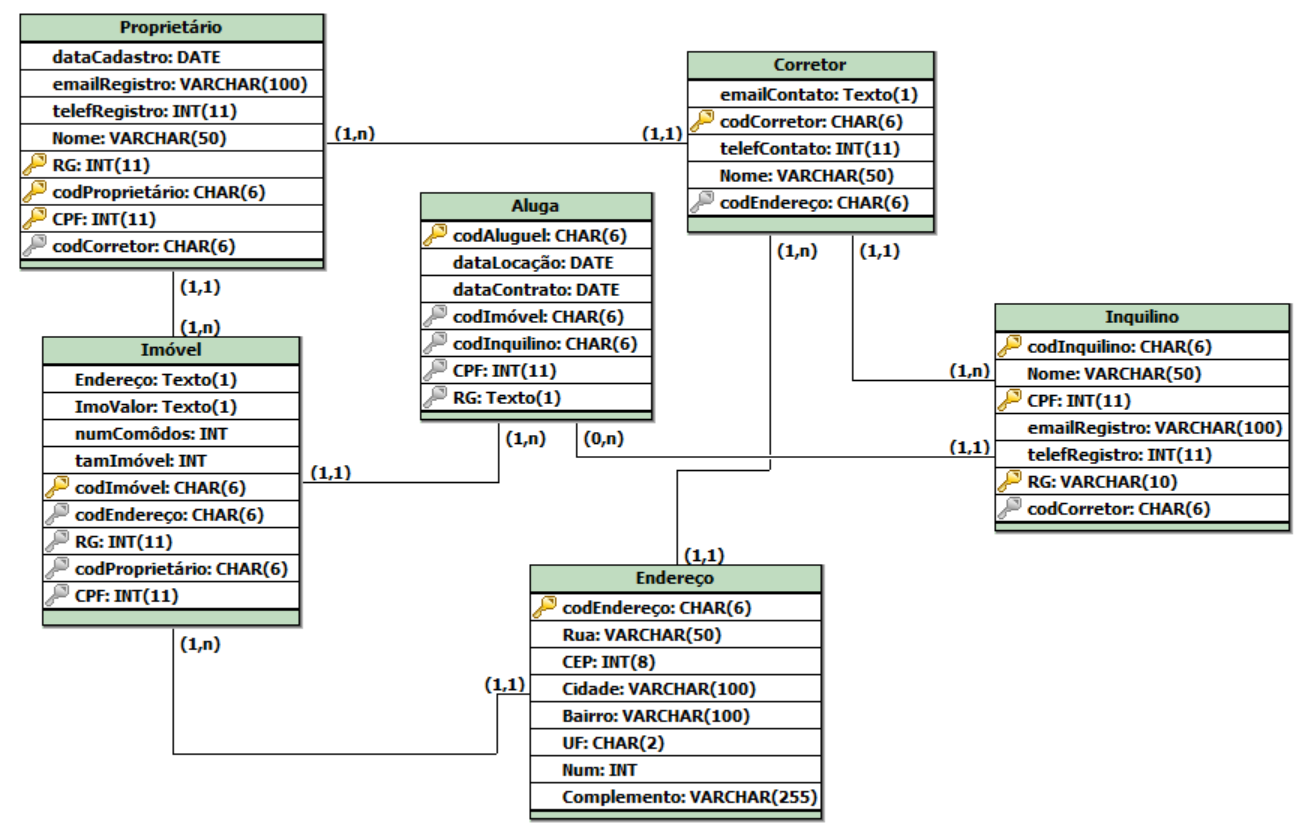 Proprietário
dataCadastro: DATE
emailRegistro: VARCHAR(100)
telefRegistro: INT(11)
Nome: VARCHAR(50)
RG: INT(11)
codProprietário: CHAR(6)
CPF: INT(11)
codCorretor: CHAR(6)
(1,n)
(1,1)
Corretor
emailContato: Texto(1)
codCorretor: CHAR(6)
telefContato: INT(11)
Nome: VARCHAR(50)
codEndereço: CHAR(6)
Aluga
codAluguel: CHAR(6)
dataLocação: DATE
dataContrato: DATE
codImóvel: CHAR(6)
codInquilino: CHAR(6)
CPF: INT(11)
RG: Texto(1)
(1,n)
(1,1)
(1,1)
(1,n)
Imóvel
Endereço: Texto(1)
ImoValor: Texto(1)
numComôdos: INT
tamImóvel: INT
codImóvel: CHAR(6)
codEndereço: CHAR(6)
RG: INT(11)
codProprietário: CHAR(6)
CPF: INT(11)
Inquilino
codInquilino: CHAR(6)
Nome: VARCHAR(50)
CPF: INT(11)
emailRegistro: VARCHAR(100)
telefRegistro: INT(11)
RG: VARCHAR(10)
codCorretor: CHAR(6)
(1,n)
(1,n)
(0,n)
(1,1)
(1,1)
(1,1)
Endereço
codEndereço: CHAR(6)
Rua: VARCHAR(50)
CEP: INT(8)
Cidade: VARCHAR(100)
Bairro: VARCHAR(100)
UF: CHAR(2)
Num: INT
Complemento: VARCHAR(255)
(1,n)
(1,1)